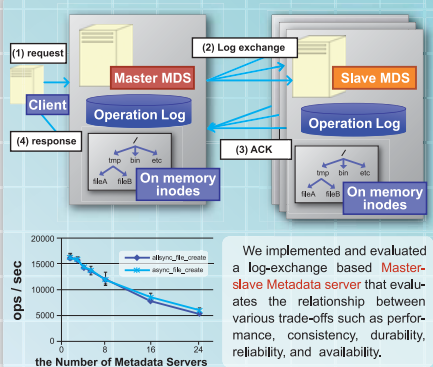 (1) request
(2) Log exchange
Master MDS
Slave MDS
Client
Operation Log
Operation Log
(4) response
(3) ACK
/
tmp bin etc
fileA fileB
On memory
inodes
/
tmp bin etc
fileA fileB
On memory
inodes
20000
15000
10000
5000
0
ops / sec
allsync_file_create
async_file_create
0 4 8 12 16 20 24
the Number of Metadata Servers
We implemented and evaluated
a log-exchange based Master-
slave Metadata server that evalu-
ates the relationship between
various trade-offs such as perfor-
mance, consistency, durability,
reliability, and availability.